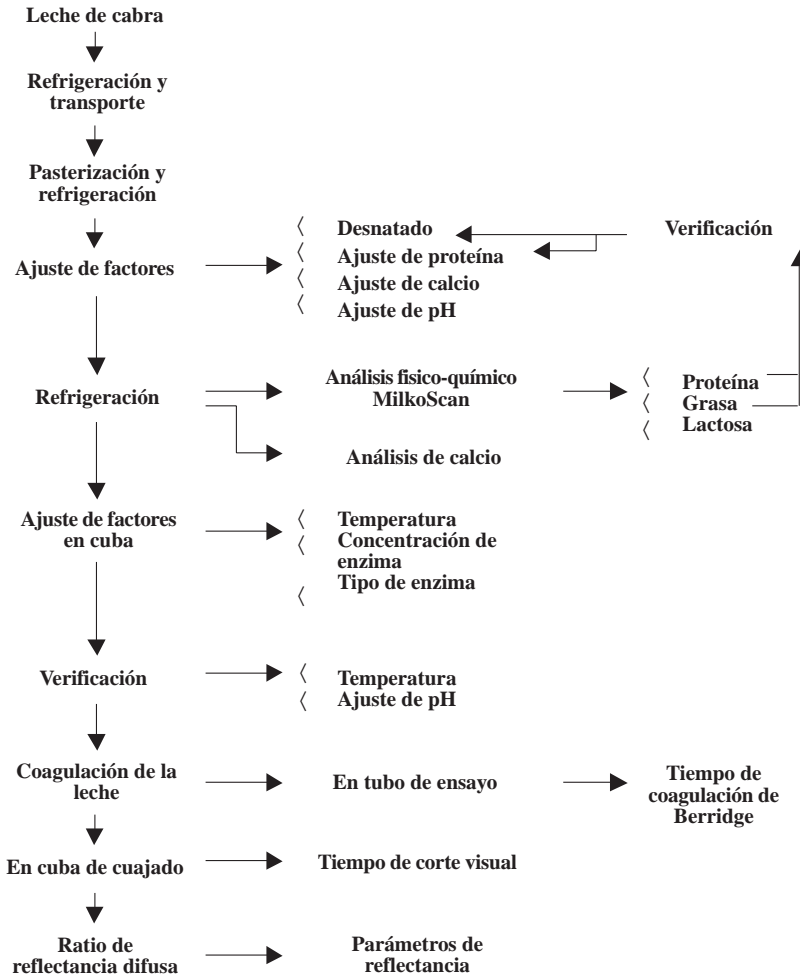 Leche de cabra
Refrigeración y
transporte
Pasterización y
refrigeración
Ajuste de factores
〈 Desnatado
〈 Ajuste de proteína
〈 Ajuste de calcio
〈 Ajuste de pH
Verificación
Refrigeración
Análisis fisico-químico
MilkoScan
〈 Proteína
〈 Grasa
〈 Lactosa
Análisis de calcio
Ajuste de factores
en cuba
〈 Temperatura
〈 Concentración de
enzima
〈 Tipo de enzima
Verificación
〈 Temperatura
〈 Ajuste de pH
Coagulación de la
leche
En tubo de ensayo
Tiempo de
coagulación de
Berridge
En cuba de cuajado
Tiempo de corte visual
Ratio de
reflectancia difusa
Parámetros de
reflectancia